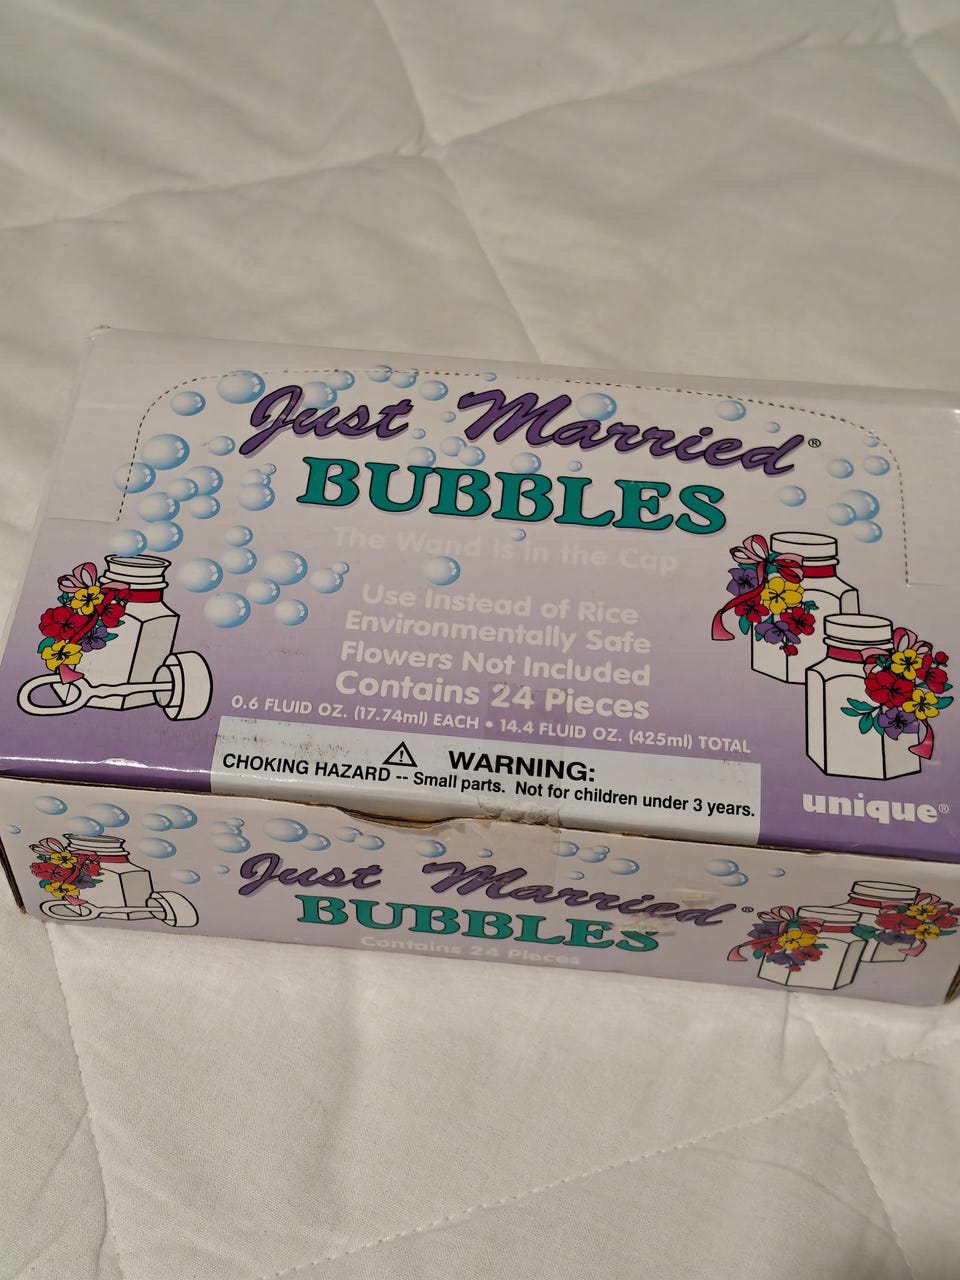 Just Married®
BUBBLES
The Wand is in the Cap
Use Instead of Rice
Environmentally Safe
Flowers Not Included
Contains 24 Pieces
0.6 FLUID OZ. (17.74ml) EACH • 14.4 FLUID OZ. (425ml) TOTAL
WARNING:
CHOKING HAZARD -- Small parts. Not for children under 3 years.
unique®
Just Married®
BUBBLES
Contains 24 Pieces